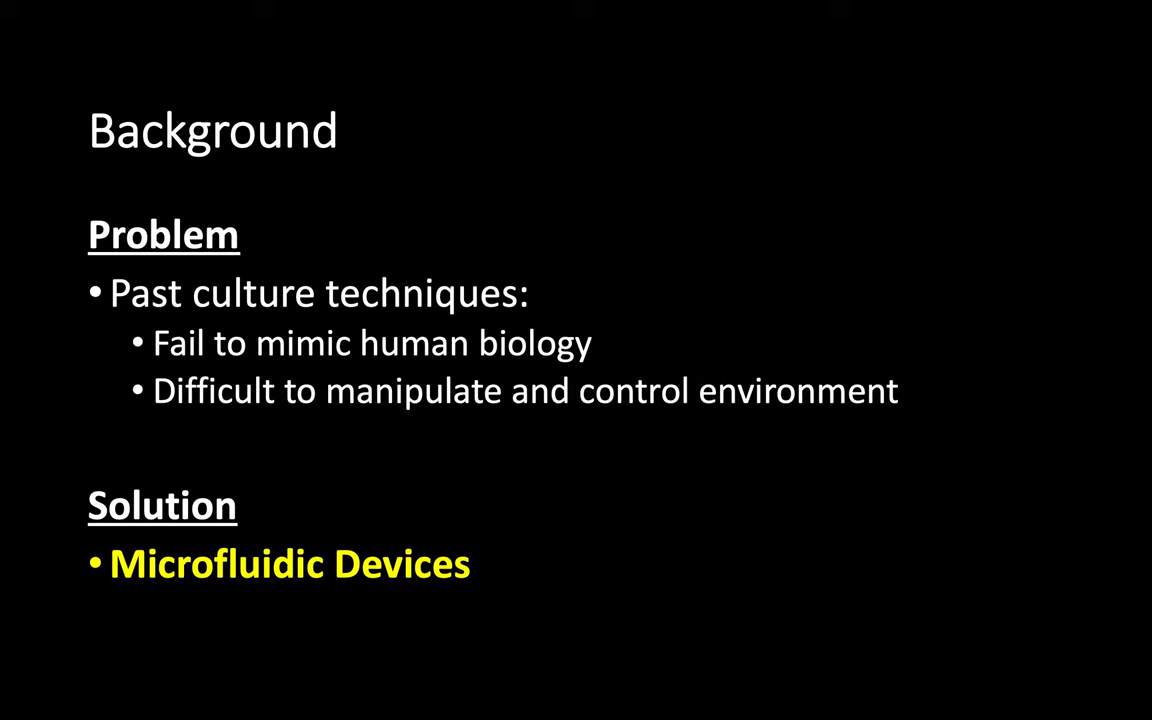 Background
Problem
• Past culture techniques:
• Fail to mimic human biology
• Difficult to manipulate and control environment
Solution
• Microfluidic Devices